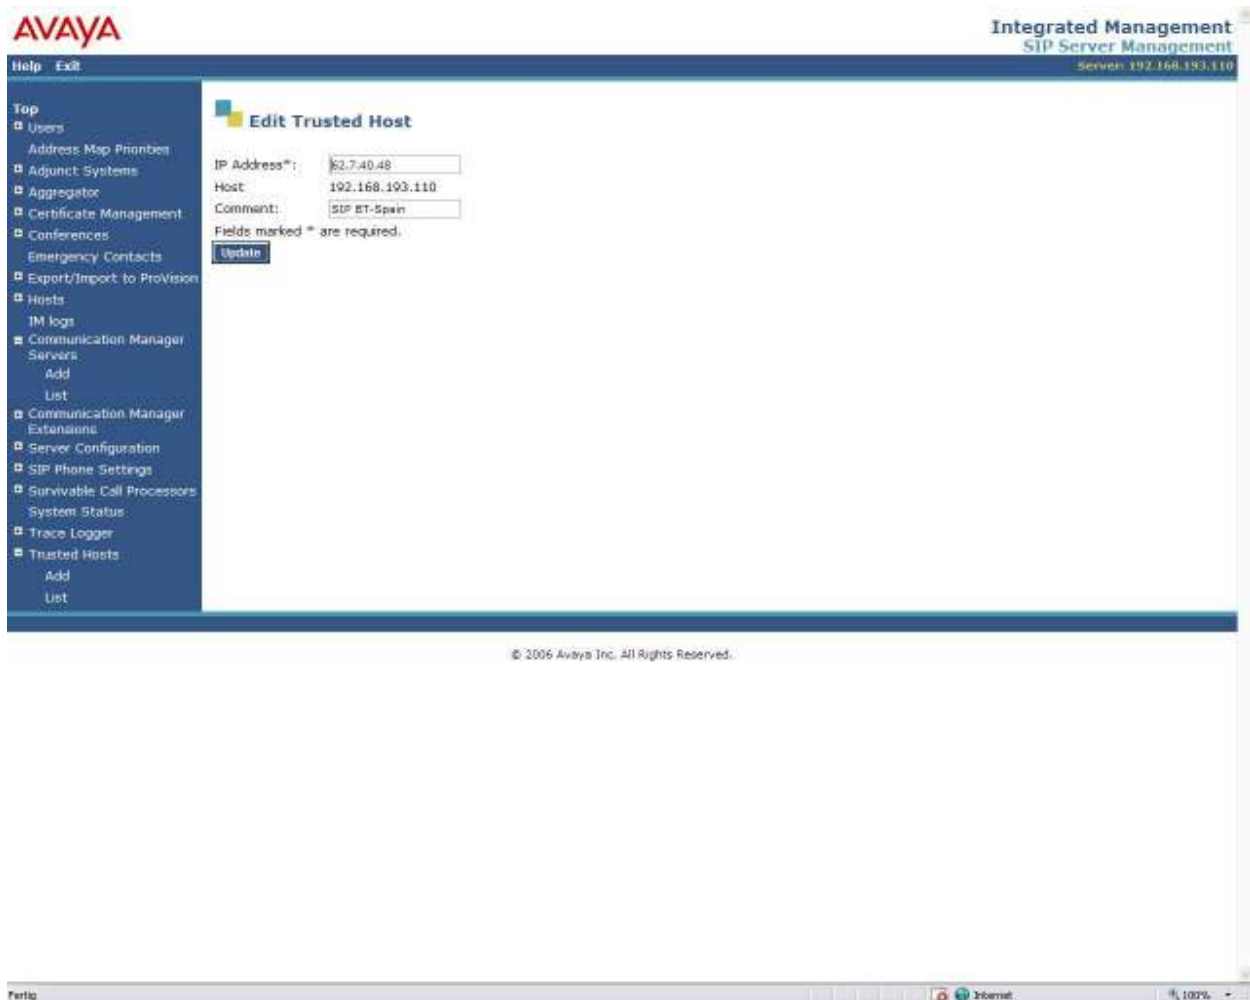 AVAYA
Integrated Management
SIP Server Management
Help Exit
Server: 192.168.193.110
Top
Users
Address Map Priorities
Adjunct Systems
Aggregator
Certificate Management
Conferences
Emergency Contacts
Export/Import to ProVision
Hosts
IM logs
Communication Manager
Servers
Add
List
Communication Manager
Extensions
Server Configuration
SIP Phone Settings
Survivable Call Processors
System Status
Trace Logger
Trusted Hosts
Add
List
Edit Trusted Host
IP Address*: 62.7.40.48
Host 192.168.193.110
Comment: SIP BT-Spain
Fields marked * are required.
Update
© 2006 Avaya Inc. All Rights Reserved.
Fertig
Internet
100%